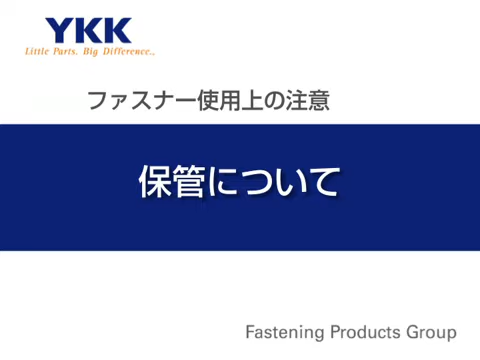 YKK
Little Parts. Big Difference.
ファスナー使用上の注意
保管について
Fastening Products Group